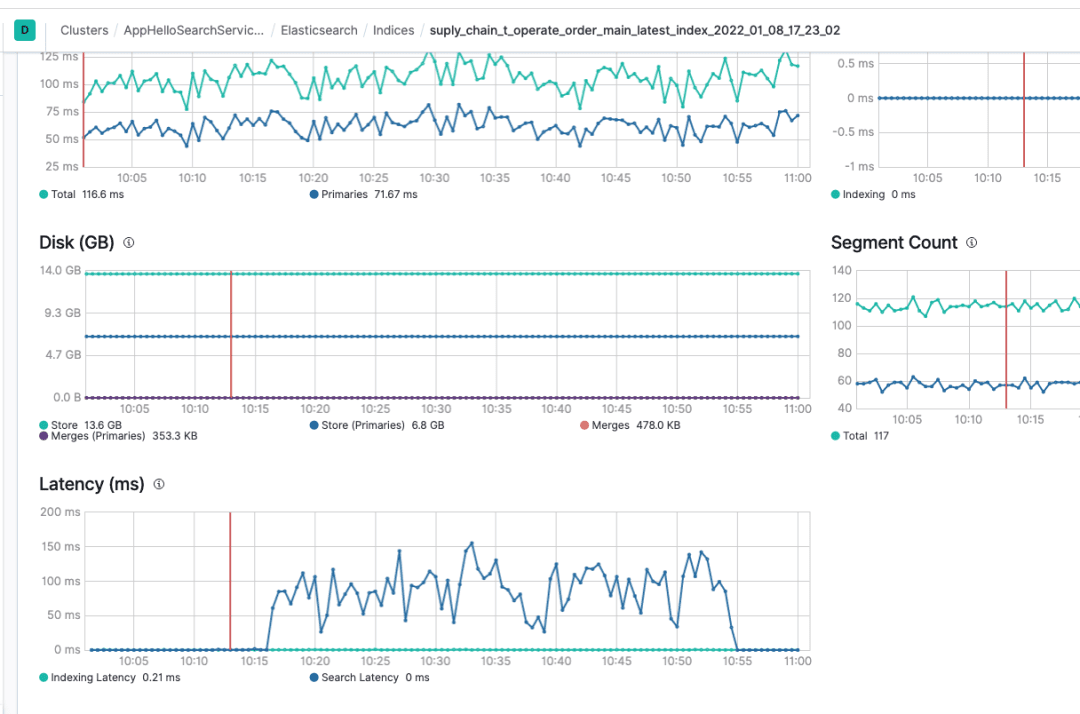 D Clusters / AppHelloSearchServic... / Elasticsearch / Indices / suply_chain_t_operate_order_main_latest_index_2022_01_08_17_23_02
125 ms
100 ms
75 ms
50 ms
25 ms
10:05 10:10 10:15 10:20 10:25 10:30 10:35 10:40 10:45 10:50 10:55 11:00
Total 116.6 ms Primaries 71.67 ms
0.5 ms
0 ms
-0.5 ms
-1 ms
10:05 10:10 10:15
Indexing 0 ms
Disk (GB)
14.0 GB
9.3 GB
4.7 GB
0.0 B
10:05 10:10 10:15 10:20 10:25 10:30 10:35 10:40 10:45 10:50 10:55 11:00
Store 13.6 GB Store (Primaries) 6.8 GB Merges 478.0 KB
Merges (Primaries) 353.3 KB
Segment Count
140
120
100
80
60
40
10:05 10:10 10:15
Total 117
Latency (ms)
200 ms
150 ms
100 ms
50 ms
0 ms
10:05 10:10 10:15 10:20 10:25 10:30 10:35 10:40 10:45 10:50 10:55 11:00
Indexing Latency 0.21 ms Search Latency 0 ms